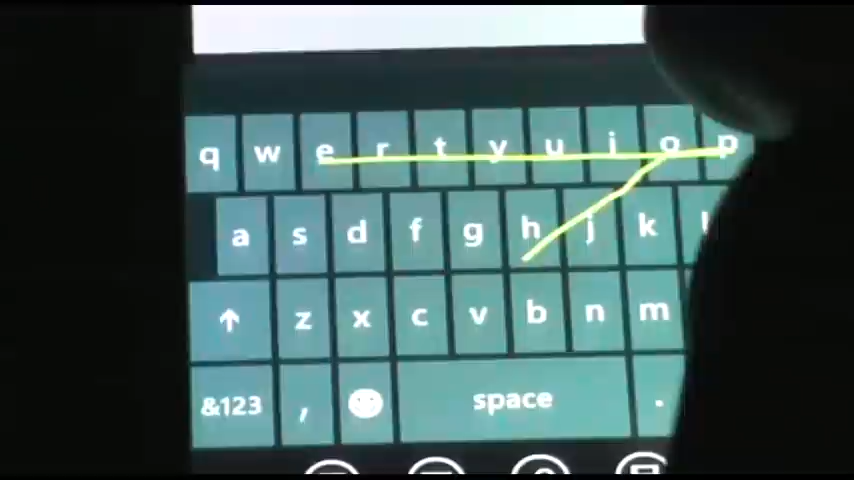 q w e r t y u i o p
a s d f g h j k l
z x c v b n m
&123 , space .